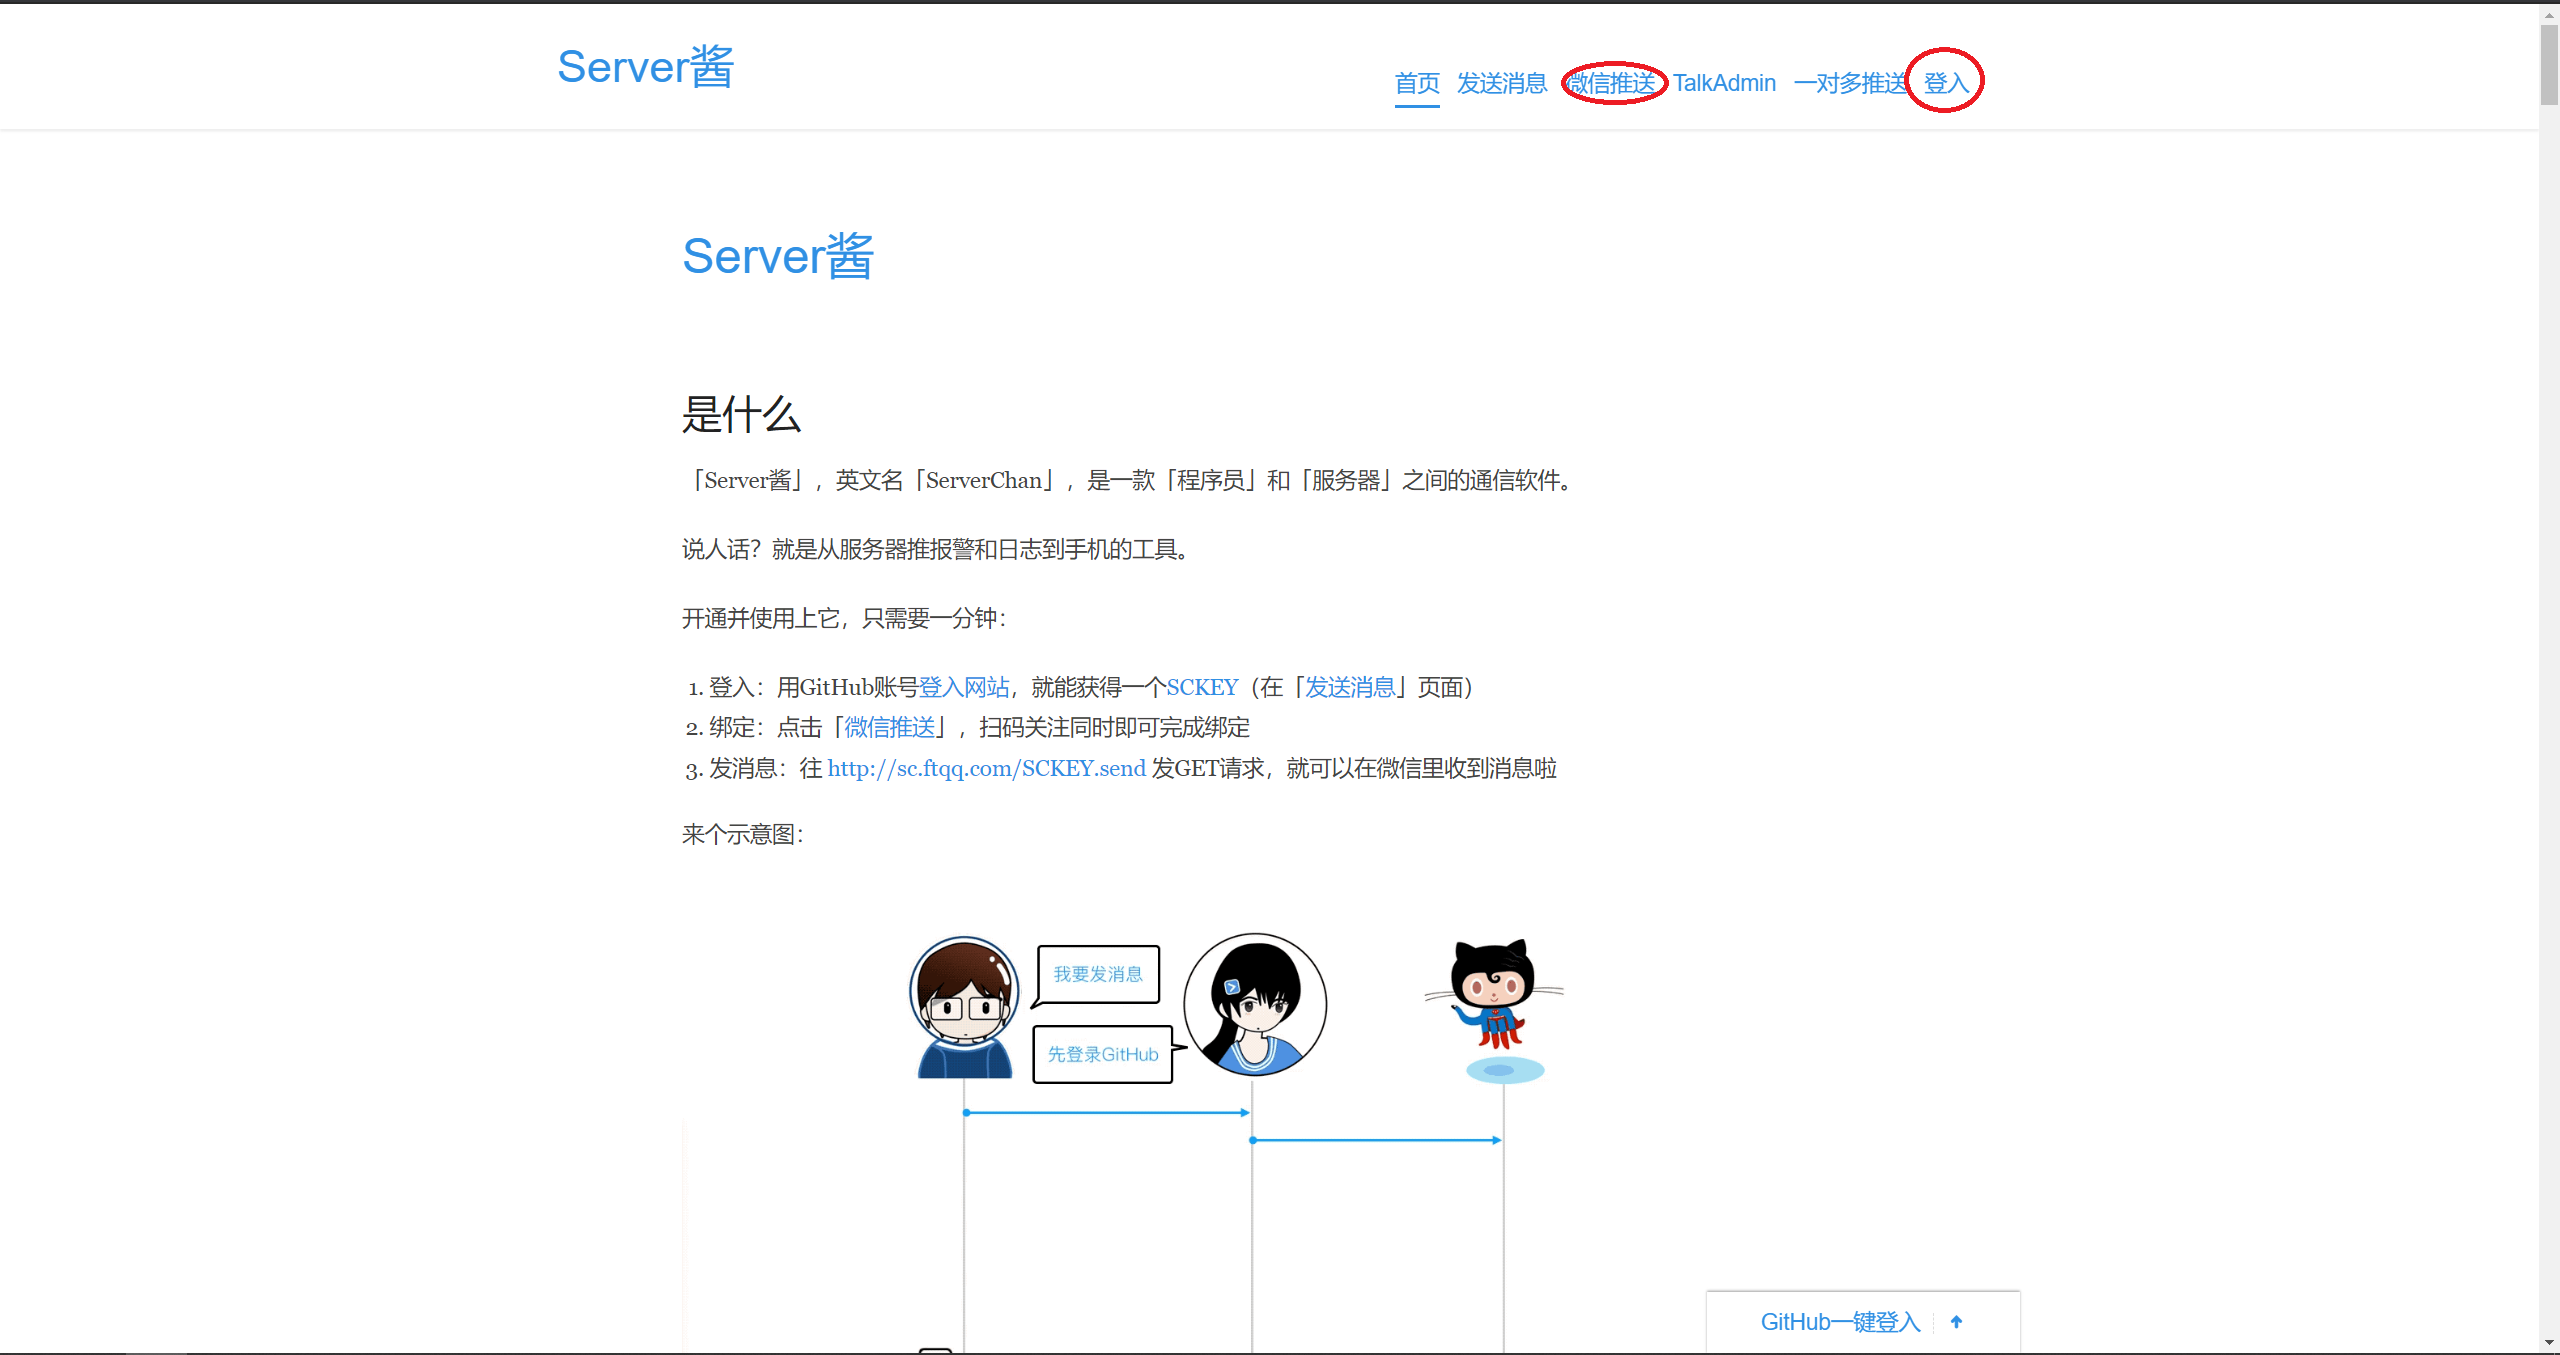 Server酱
首页 发送消息 微信推送 TalkAdmin 一对多推送 登入
Server酱
是什么
「Server酱」，英文名「ServerChan」，是一款「程序员」和「服务器」之间的通信软件。
说人话？就是从服务器推报警和日志到手机的工具。
开通并使用上它，只需要一分钟：
1. 登入：用GitHub账号登入网站，就能获得一个SCKEY（在「发送消息」页面）
2. 绑定：点击「微信推送」，扫码关注同时即可完成绑定
3. 发消息：往 http://sc.ftqq.com/SCKEY.send 发GET请求，就可以在微信里收到消息啦
来个示意图：
我要发消息
先登录GitHub
GitHub一键登入